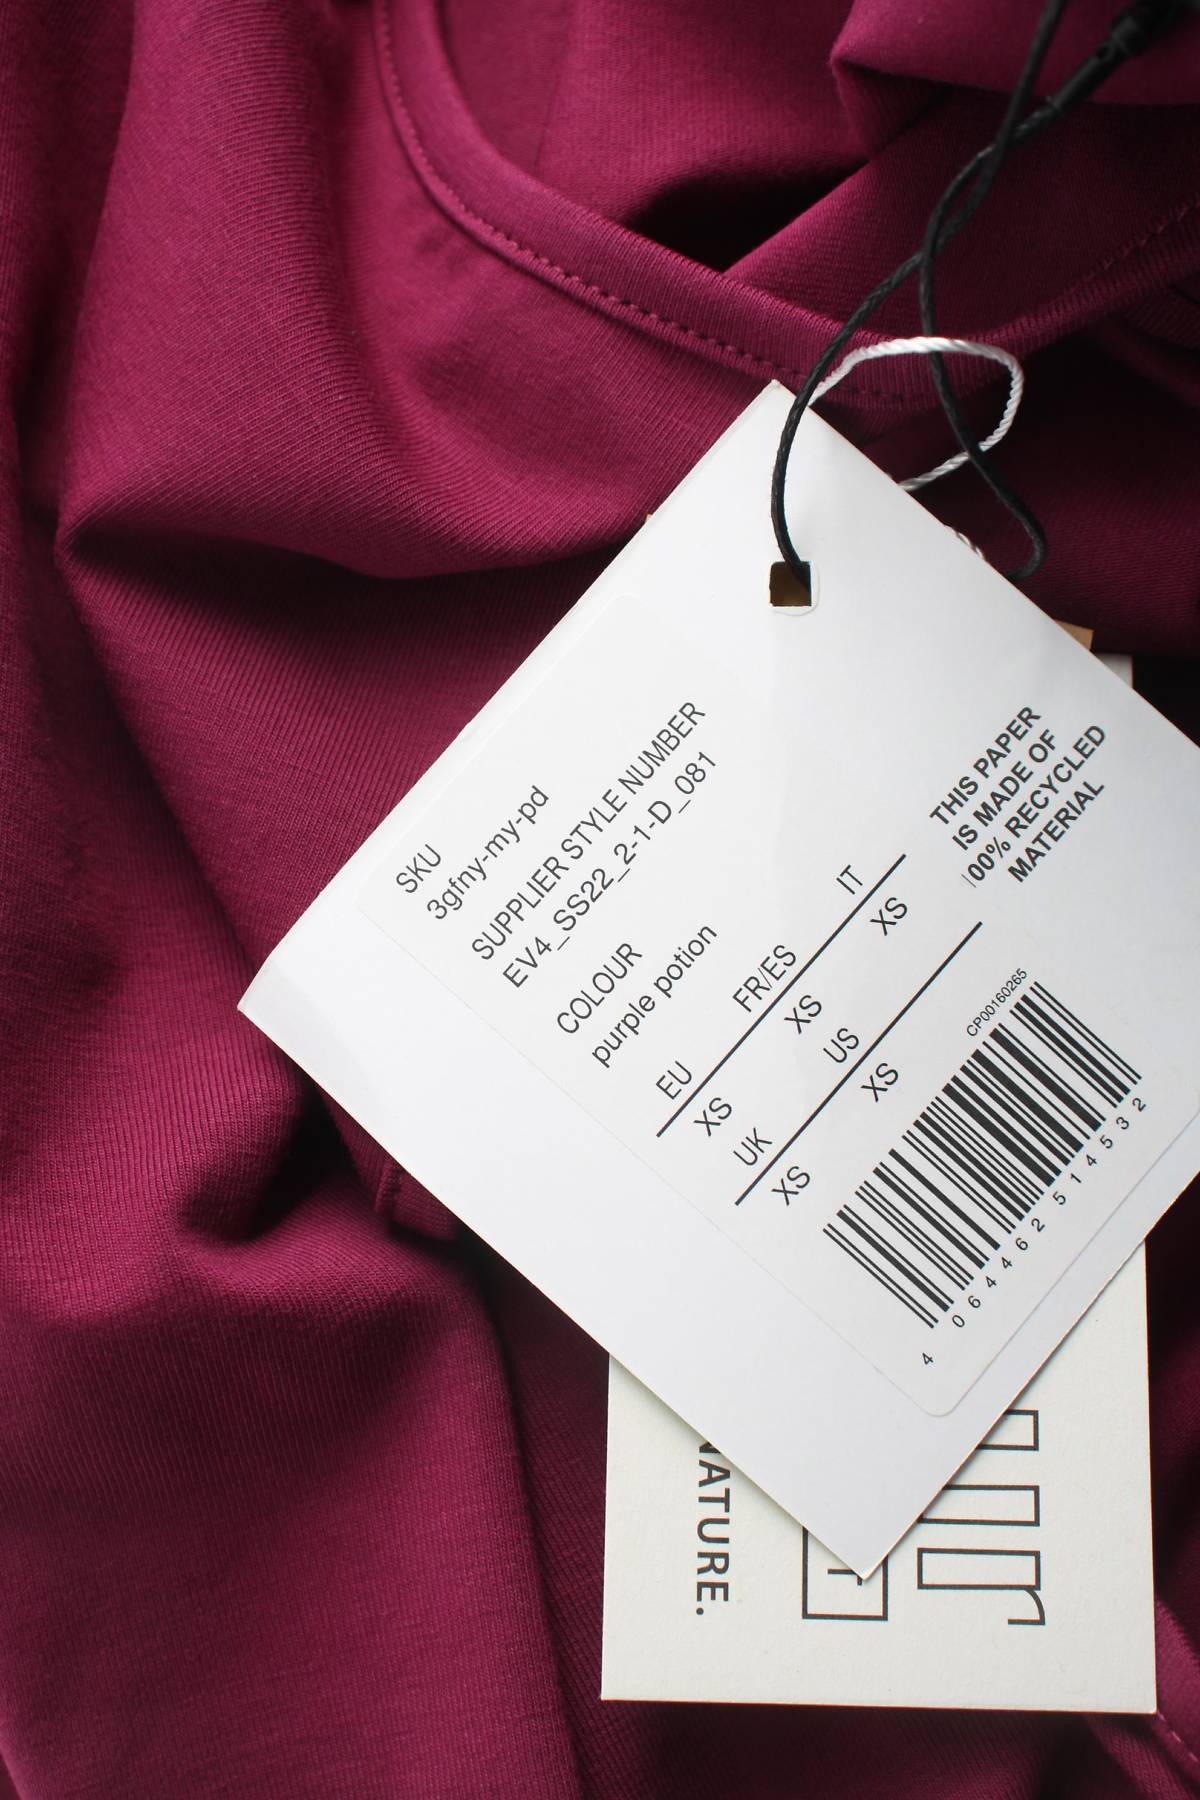 SKU
3gfny-my-pd
SUPPLIER STYLE NUMBER
EV4_SS22_2-1-D_081
COLOUR
purple potion
EU FR/ES IT
XS XS XS
UK US
XS XS
THIS PAPER
IS MADE OF
100% RECYCLED
MATERIAL
CP00160265
4 064462 514532
NATURE.